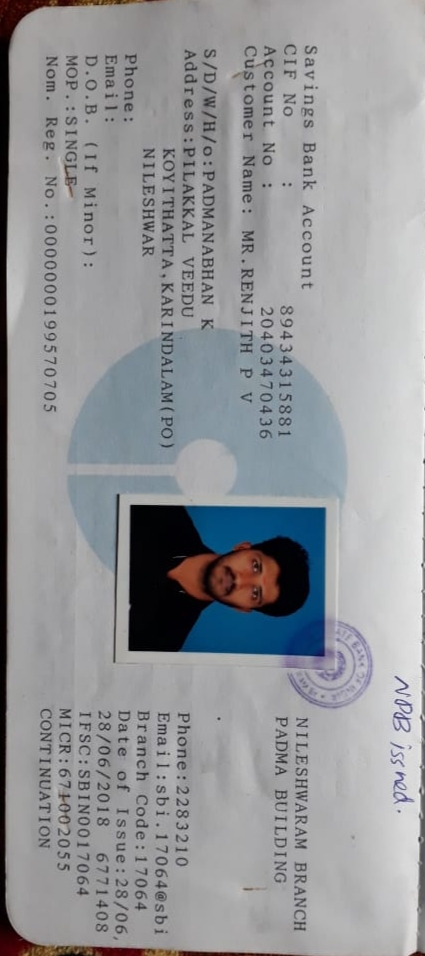 NPB issued.
Savings Bank Account
CIF No : 89434315881
Account No : 20403470436
Customer Name: MR.RENJITH P V
S/D/W/H/o:PADMANABHAN K
Address:PILAKKAL VEEDU
KOYITHATTA,KARINDALAM(PO)
NILESHWAR
Phone:
Email:
D.O.B. (If Minor):
MOP.:SINGLE
Nom. Reg. No.:0000000199570705
BANK OF
NILESHWARAM BRANCH
PADMA BUILDING
Phone:2283210
Email:sbi.17064@sbi
Branch Code:17064
Date of Issue:28/06,
28/06/2018 6771408
IFSC:SBIN0017064
MICR:671002055
CONTINUATION